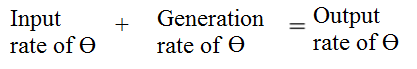 Input + Generation = Output
rate of Ө rate of Ө rate of Ө